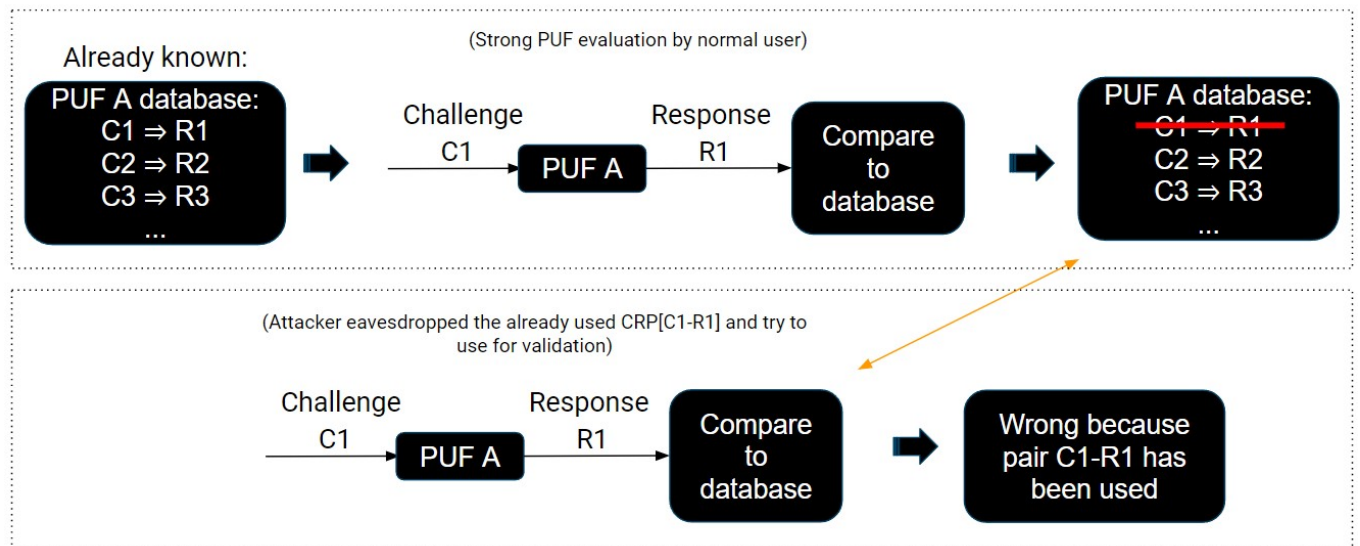 (Strong PUF evaluation by normal user)
Already known:
PUF A database:
C1 ⇒ R1
C2 ⇒ R2
C3 ⇒ R3
...
Challenge
C1
PUF A
Response
R1
Compare
to
database
PUF A database:
C1 ⇒ R1
C2 ⇒ R2
C3 ⇒ R3
...
(Attacker eavesdropped the already used CRP[C1-R1] and try to
use for validation)
Challenge
C1
PUF A
Response
R1
Compare
to
database
Wrong because
pair C1-R1 has
been used